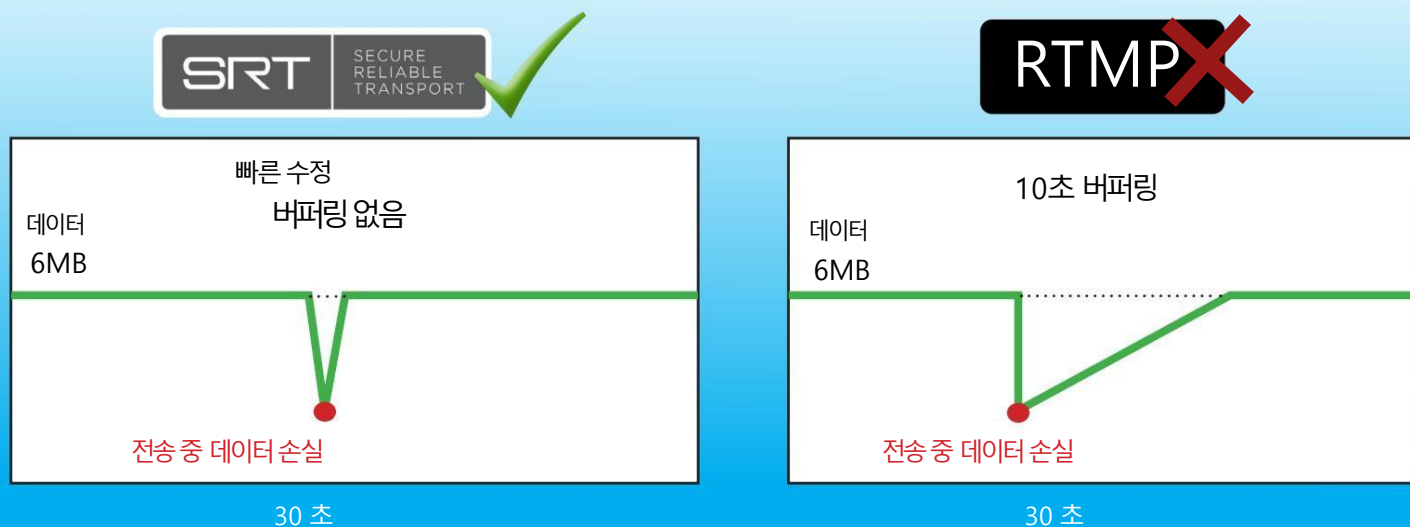 SRT
SECURE
RELIABLE
TRANSPORT
빠른 수정
버퍼링 없음
데이터
6MB
전송 중 데이터 손실
30 초
RTMP
10초 버퍼링
데이터
6MB
전송 중 데이터 손실
30 초